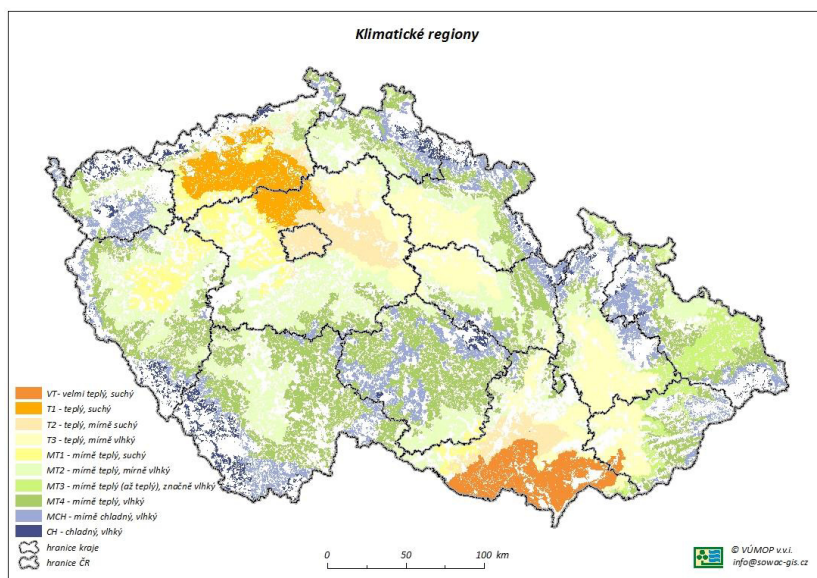 Klimatické regiony
VT- velmi teplý, suchý
T1 - teplý, suchý
T2 - teplý, mírně suchý
T3 - teplý, mírně vlhký
MT1 - mírně teplý, suchý
MT2 - mírně teplý, mírně vlhký
MT3 - mírně teplý (až teplý), značně vlhký
MT4 - mírně teplý, vlhký
MCH - mírně chladný, vlhký
CH - chladný, vlhký
hranice kraje
hranice ČR
0 50 100 km
© VÚMOP v.v.i.
info@sowac-gis.cz